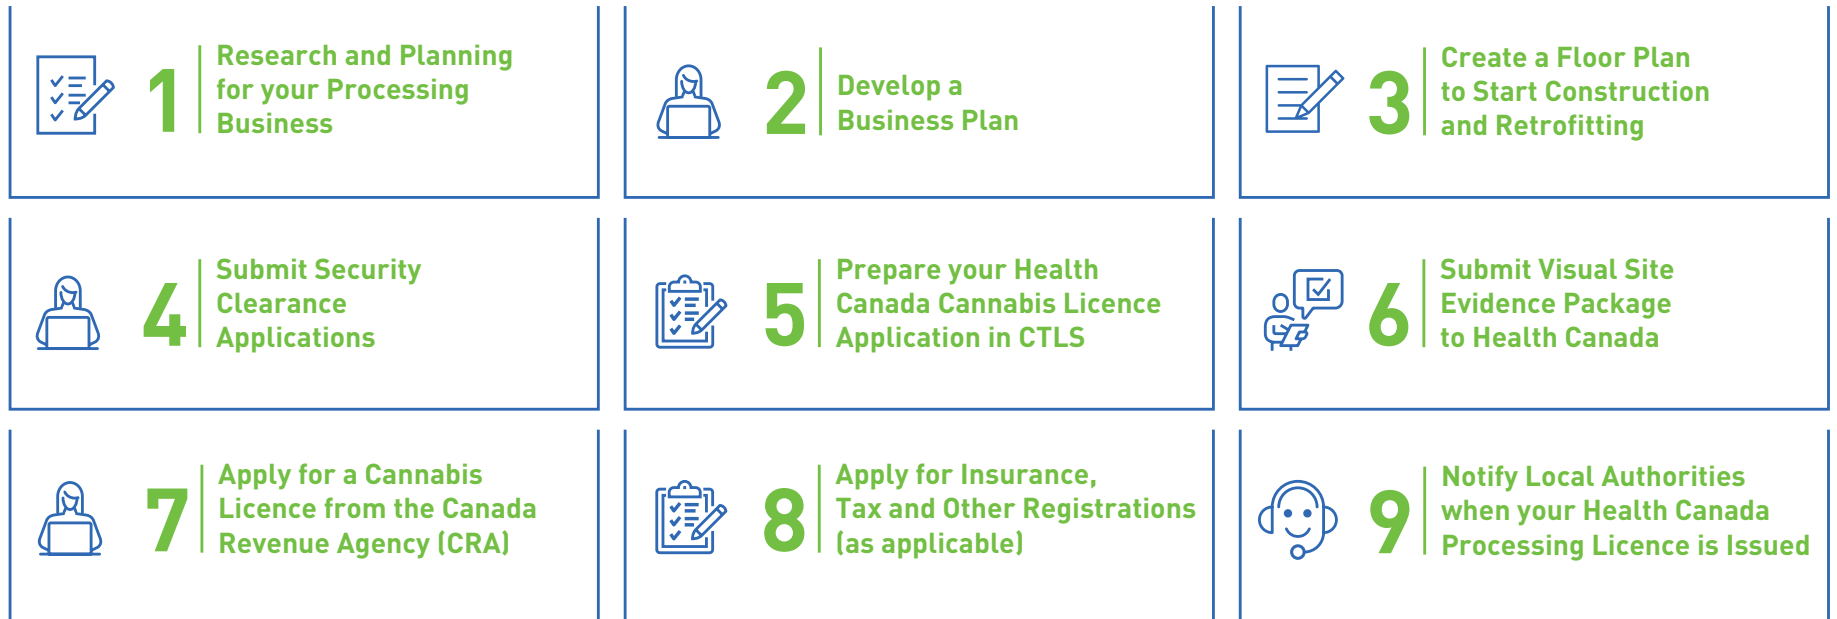 1
Research and Planning
for your Processing
Business
2
Develop a
Business Plan
3
Create a Floor Plan
to Start Construction
and Retrofitting
4
Submit Security
Clearance
Applications
5
Prepare your Health
Canada Cannabis Licence
Application in CTLS
6
Submit Visual Site
Evidence Package
to Health Canada
7
Apply for a Cannabis
Licence from the Canada
Revenue Agency (CRA)
8
Apply for Insurance,
Tax and Other Registrations
(as applicable)
9
Notify Local Authorities
when your Health Canada
Processing Licence is Issued